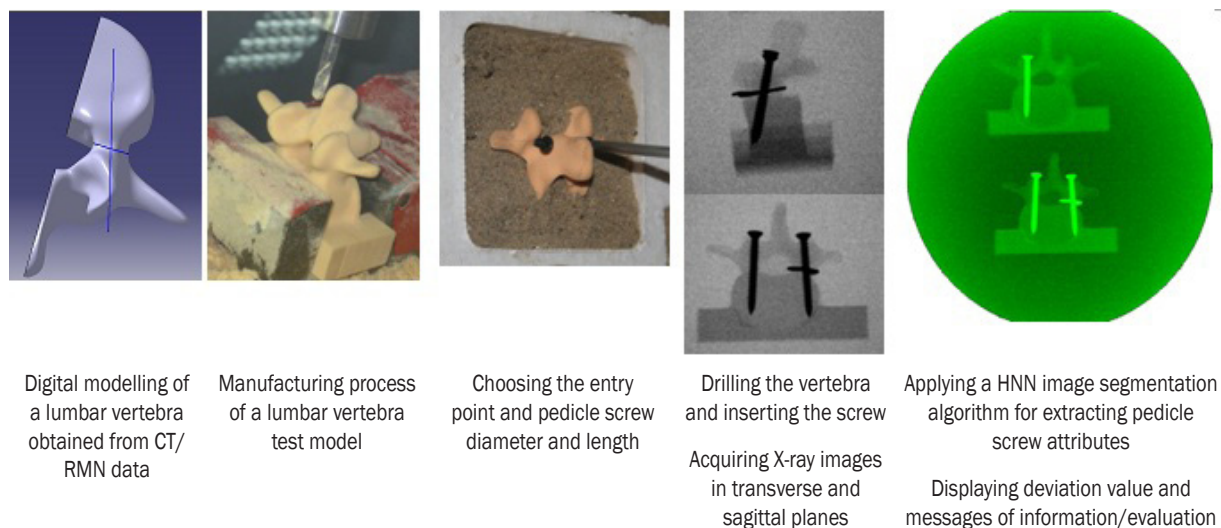 Digital modelling of
a lumbar vertebra
obtained from CT/
RMN data
Manufacturing process
of a lumbar vertebra
test model
Choosing the entry
point and pedicle screw
diameter and length
Drilling the vertebra
and inserting the screw
Acquiring X-ray images
in transverse and
sagittal planes
Applying a HNN image segmentation
algorithm for extracting pedicle
screw attributes
Displaying deviation value and
messages of information/evaluation